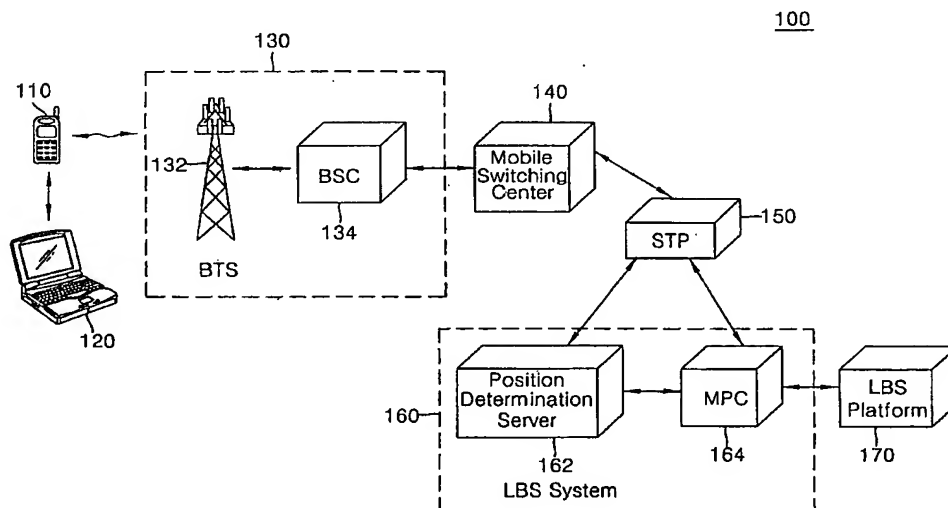 100
130
110
140
132
BSC
Mobile
Switching
Center
134
150
STP
BTS
120
Position
Determination
Server
MPC
LBS
Platform
160
162
164
170
LBS System